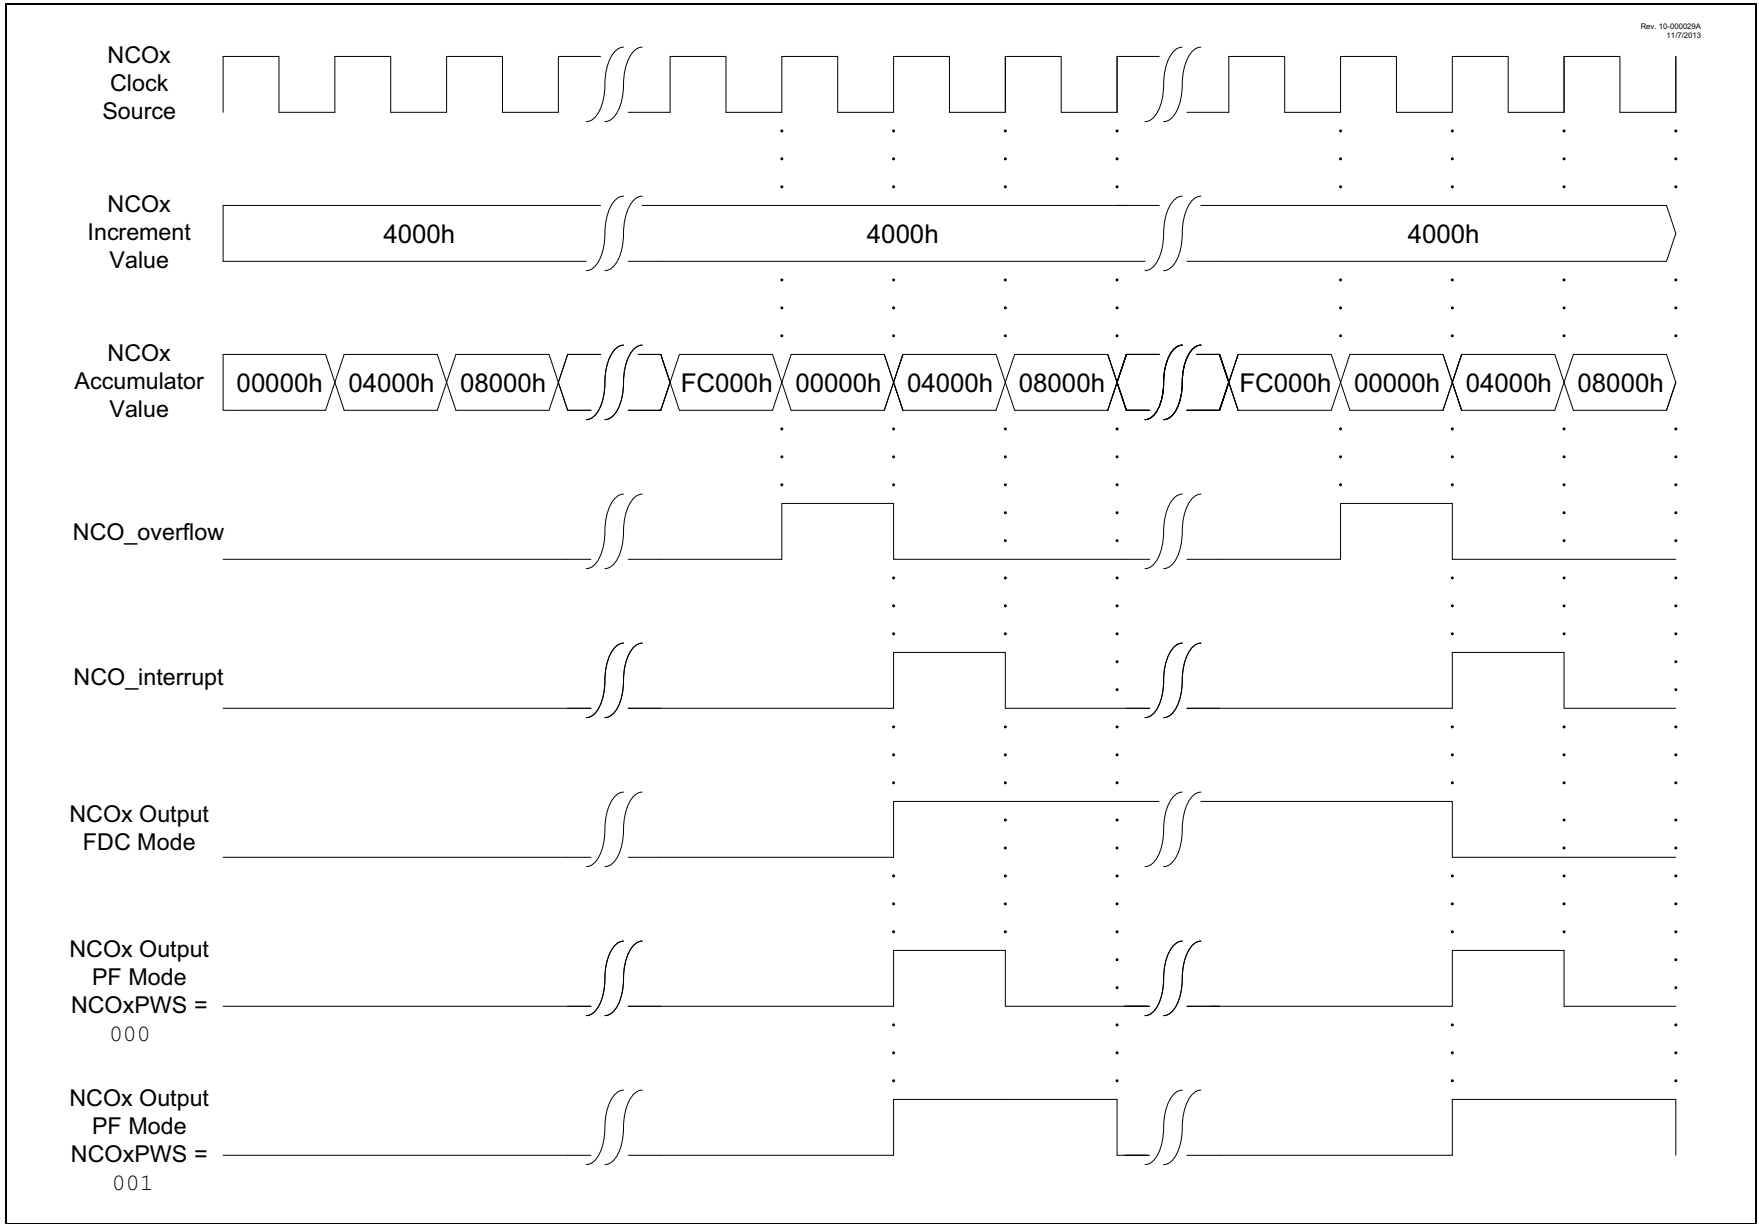 Rev. 10-000029A
11/7/2013
NCOx
Clock
Source
NCOx
Increment
Value
4000h
4000h
4000h
NCOx
Accumulator
Value
00000h 04000h 08000h FC000h 00000h 04000h 08000h FC000h 00000h 04000h 08000h
NCO_overflow
NCO_interrupt
NCOx Output
FDC Mode
NCOx Output
PF Mode
NCOxPWS =
000
NCOx Output
PF Mode
NCOxPWS =
001